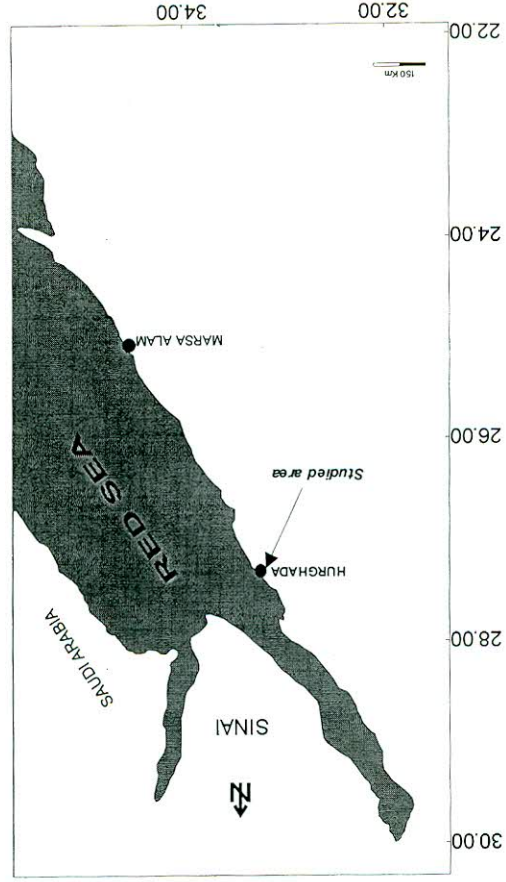 30.00
N
SINAI
SAUDI ARABIA
28.00
HURGHADA
RED SEA
Studied area
26.00
MARSA ALAM
24.00
150 Km
22.00
32.00
34.00